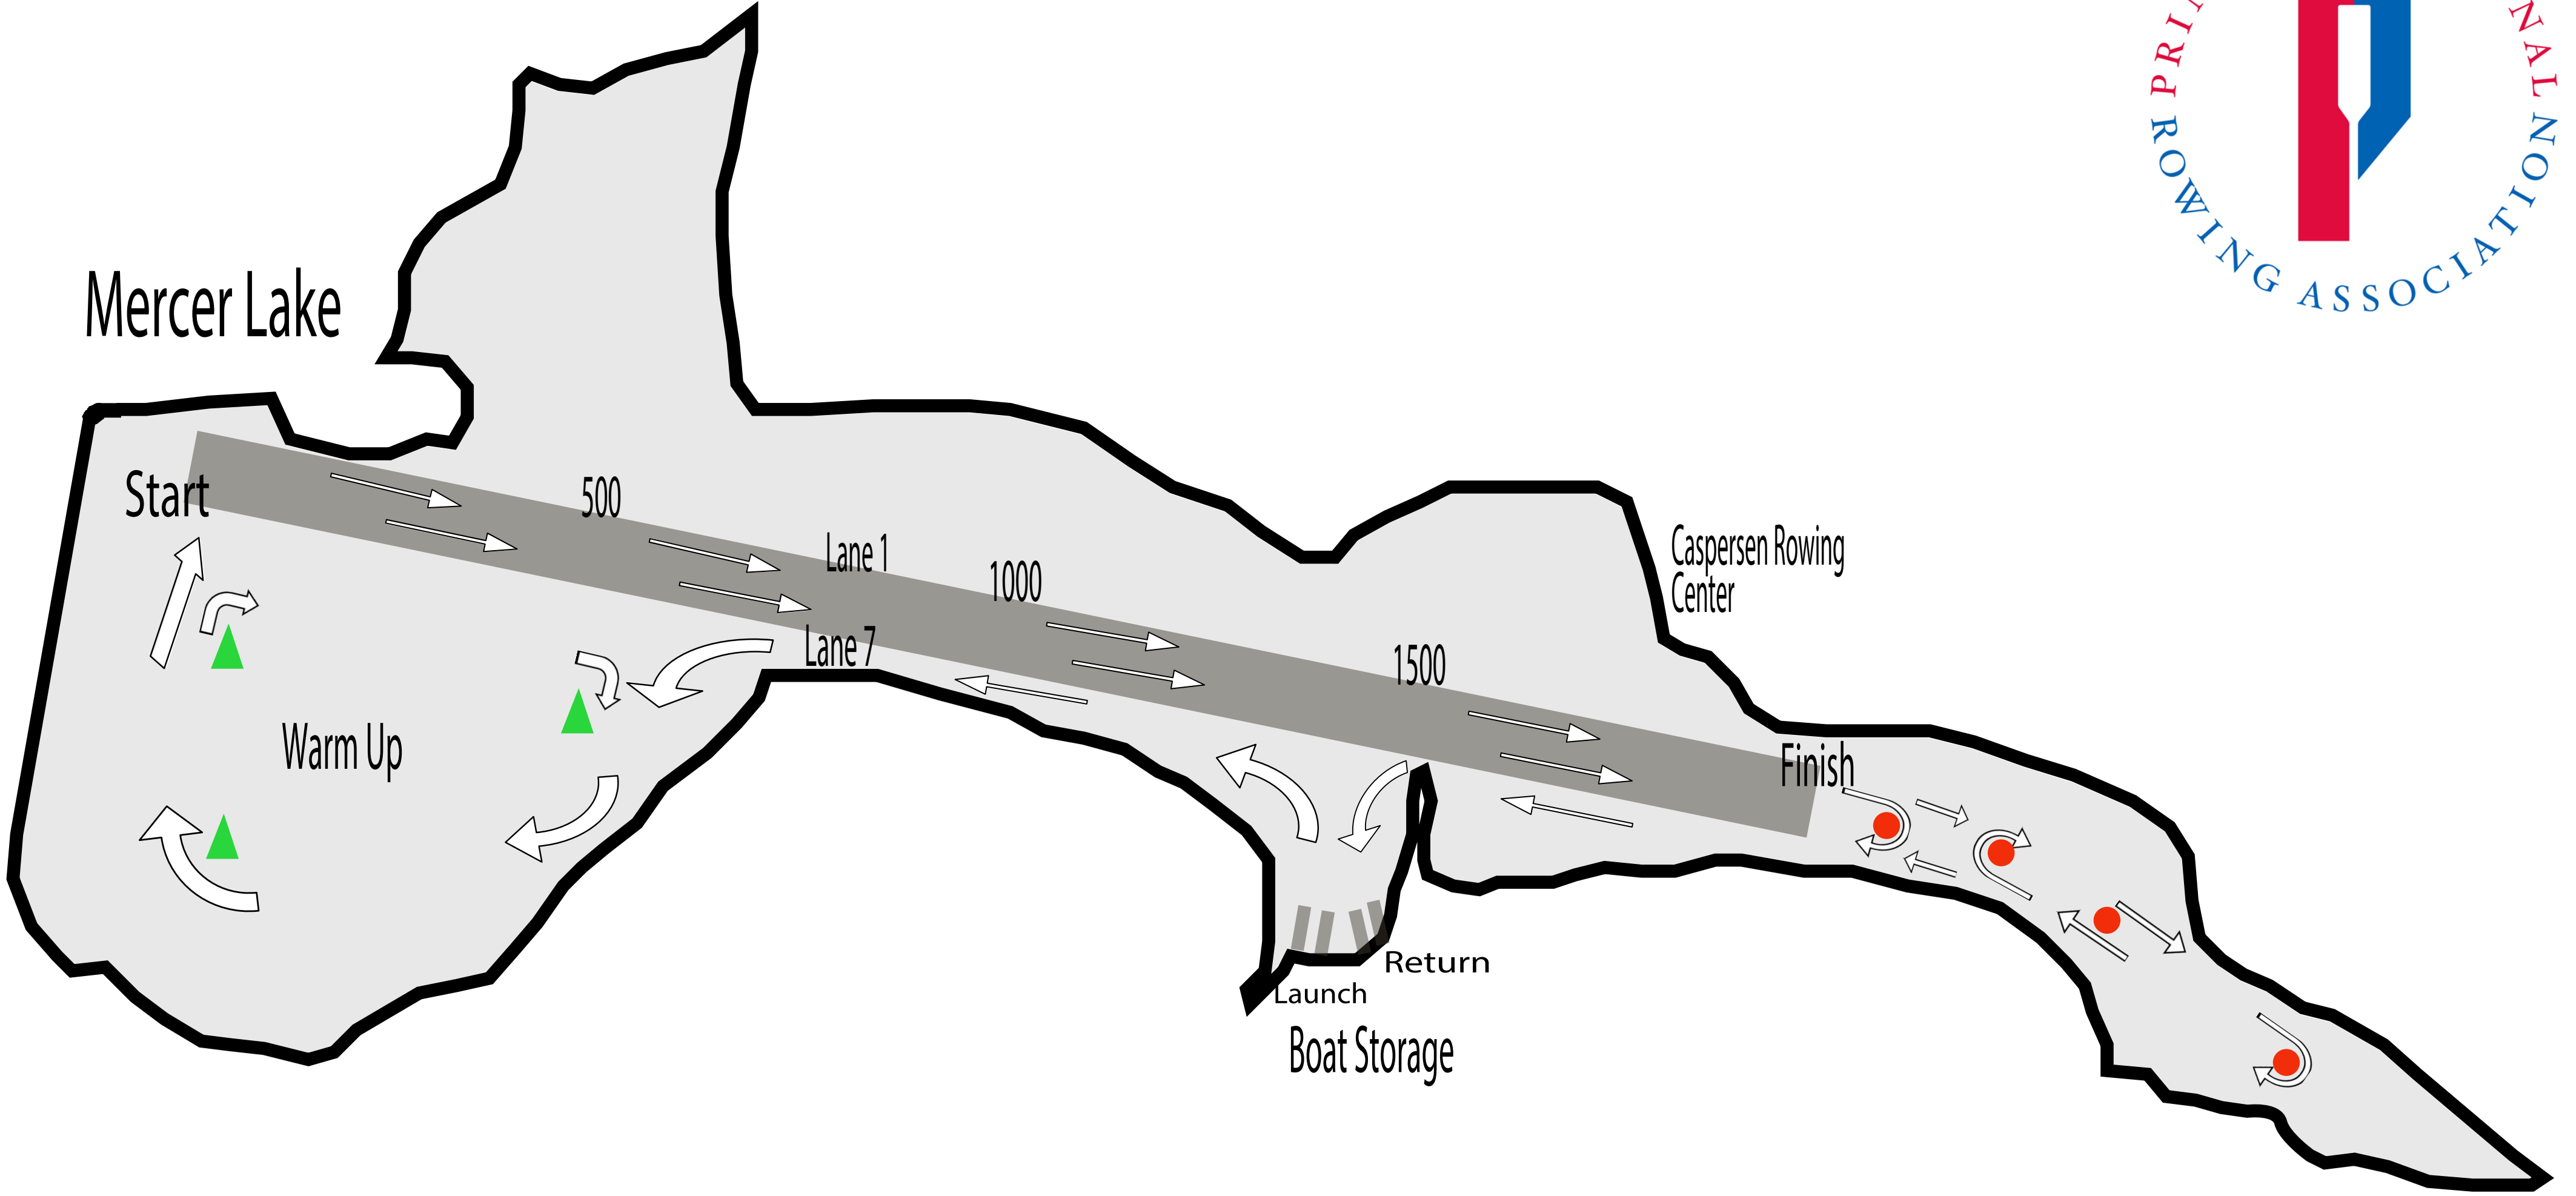 ROWING ASSOCIATION
Mercer Lake
Start
500
Lane 1
1000
Caspersen Rowing
Center
Lane 7
1500
Warm Up
Finish
Return
Launch
Boat Storage